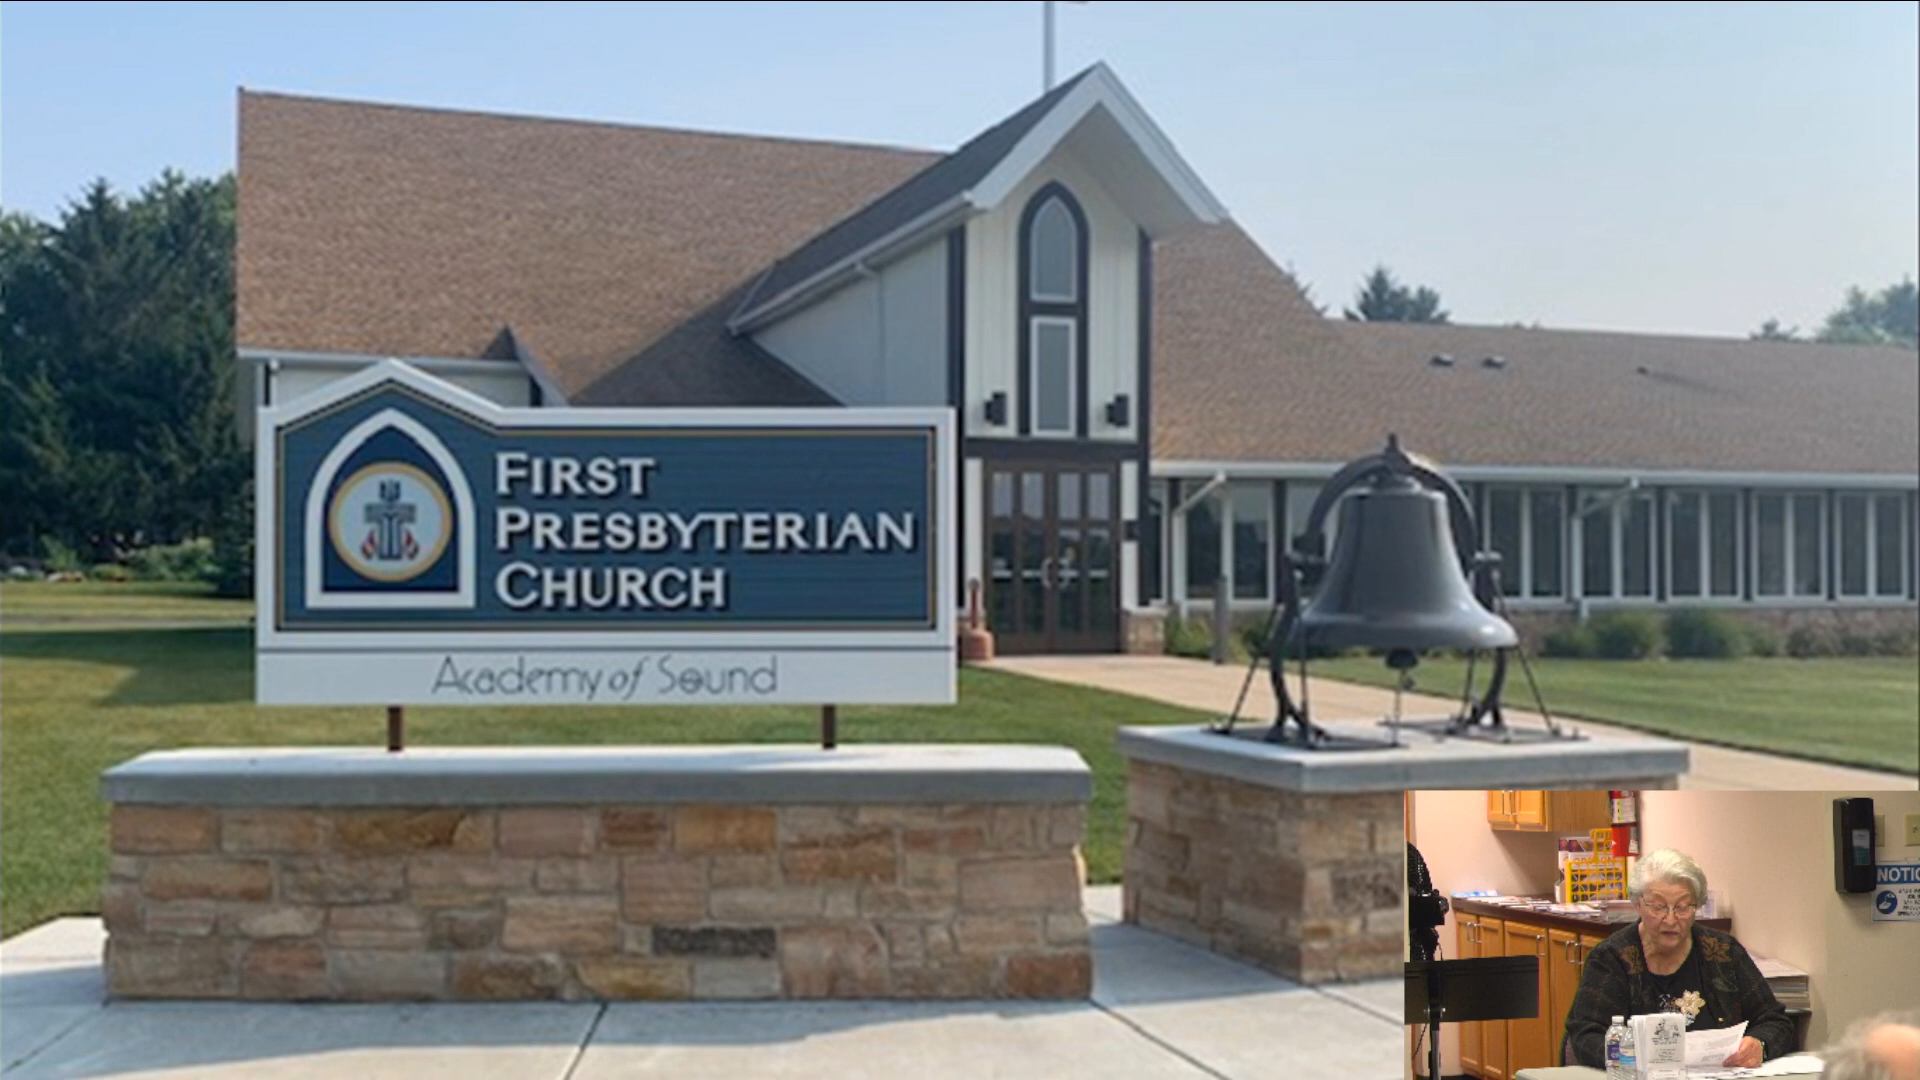 FIRST
PRESBYTERIAN
CHURCH
Academy of Sound
NOTIC